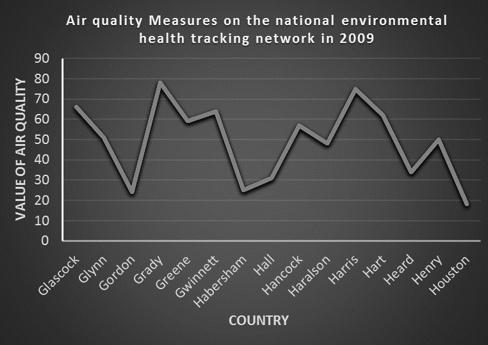 Air quality Measures on the national environmental
health tracking network in 2009
VALUE OF AIR QUALITY
90
80
70
60
50
40
30
20
10
0
Glascock
Glynn
Gordon
Grady
Greene
Gwinnett
Habersham
Hall
Hancock
Haralson
Harris
Hart
Heard
Henry
Houston
COUNTRY